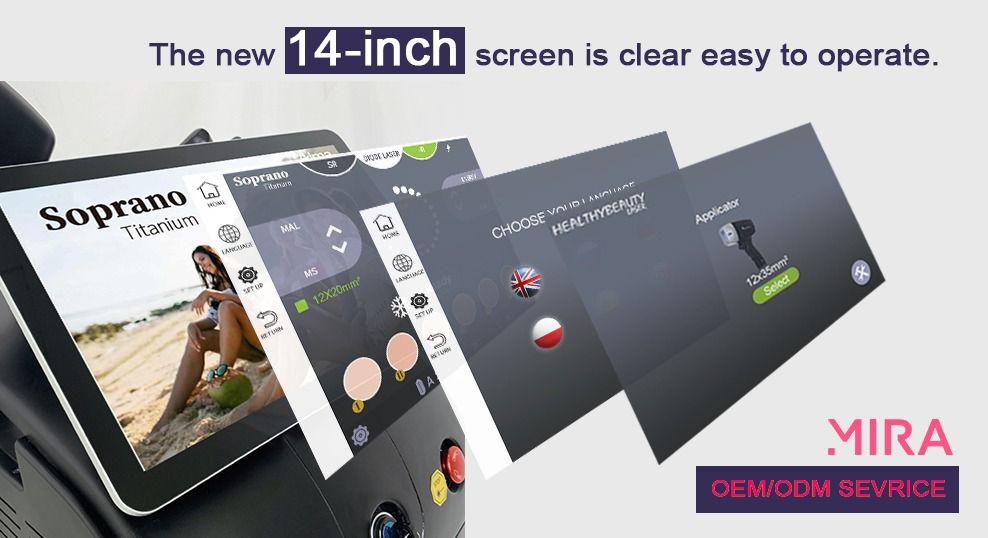 The new 14-inch screen is clear easy to operate.
Soprano
Titanium
HOME
LANGUAGE
SET UP
RETURN
Soprano
Titanium
SR
DIODE LASER
MAL
MS
12X20mm²
I
II
A
HOME
LANGUAGE
SET UP
RETURN
CHOOSE YOUR LANGUAGE
HEALTHYBEAUTY
LASER
Applicator
12x35mm²
Select
MIRA
OEM/ODM SEVRICE